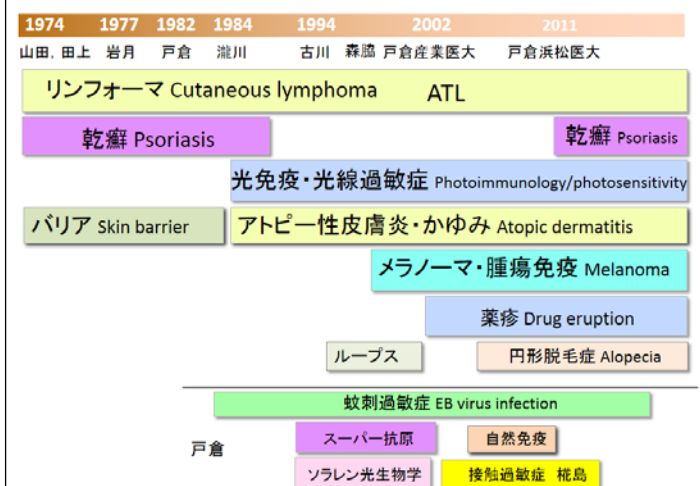 1974 1977 1982 1984 1994 2002 2011
山田, 田上 岩月 戸倉 瀧川 古川 森脇 戸倉産業医大 戸倉浜松医大
リンフォーマ Cutaneous lymphoma ATL
乾癬 Psoriasis 乾癬 Psoriasis
光免疫・光線過敏症 Photoimmunology/photosensitivity
バリア Skin barrier アトピー性皮膚炎・かゆみ Atopic dermatitis
メラノーマ・腫瘍免疫 Melanoma
薬疹 Drug eruption
ループス 円形脱毛症 Alopecia
蚊刺過敏症 EB virus infection
戸倉 スーパー抗原 自然免疫
ソラレン光生物学 接触過敏症 椛島